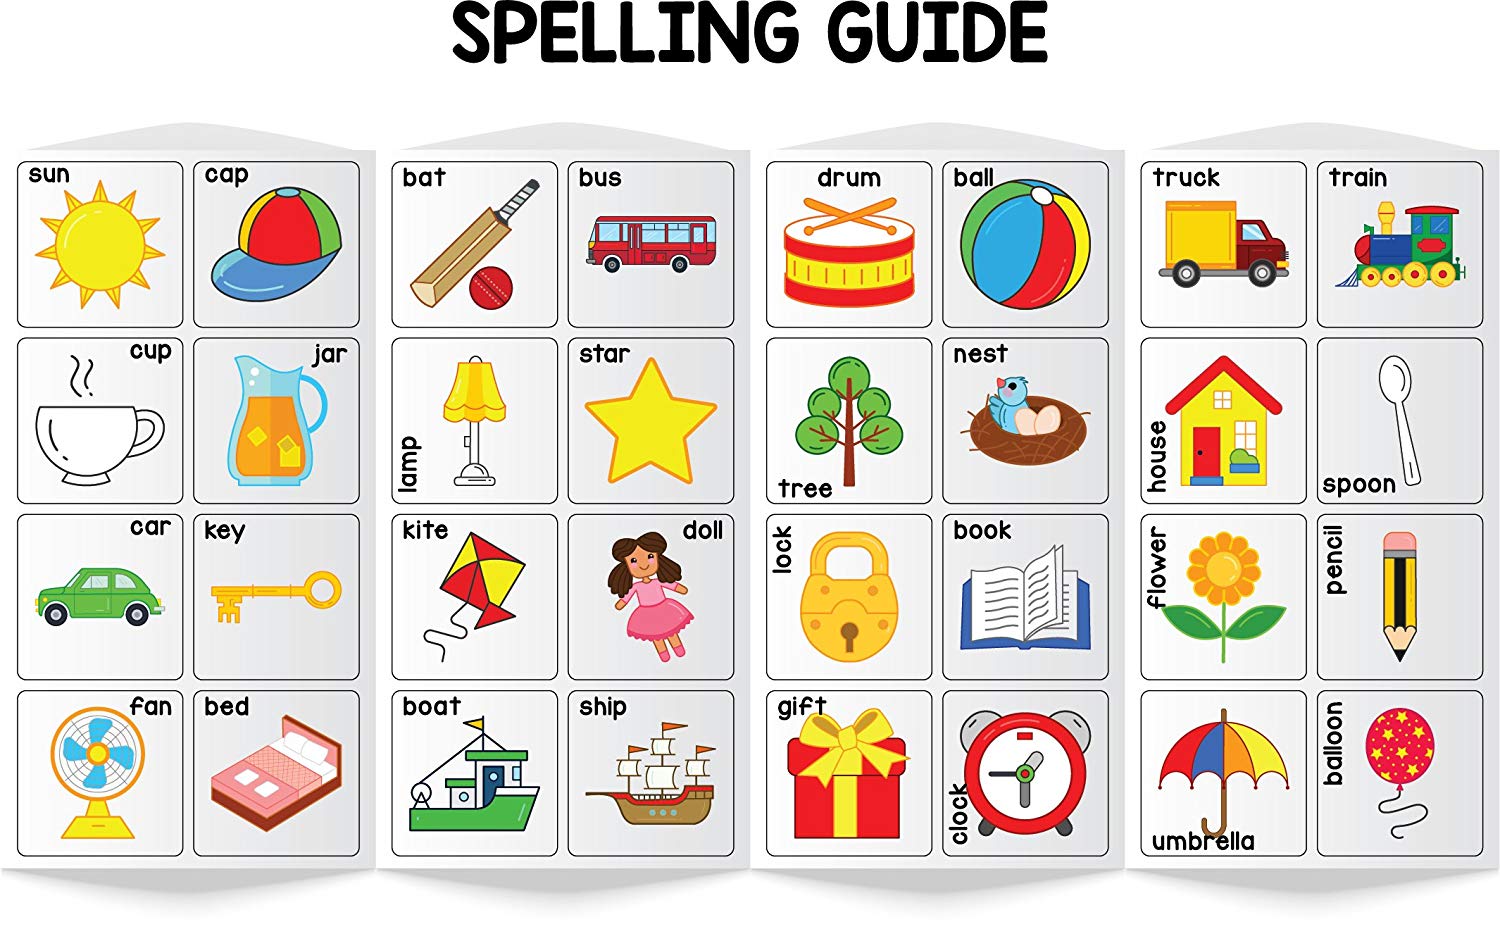 SPELLING GUIDE
sun
cap
cup
jar
car
key
fan
bed
bat
bus
lamp
star
kite
doll
boat
ship
drum
ball
tree
nest
lock
book
gift
clock
truck
train
house
spoon
flower
pencil
umbrella
balloon